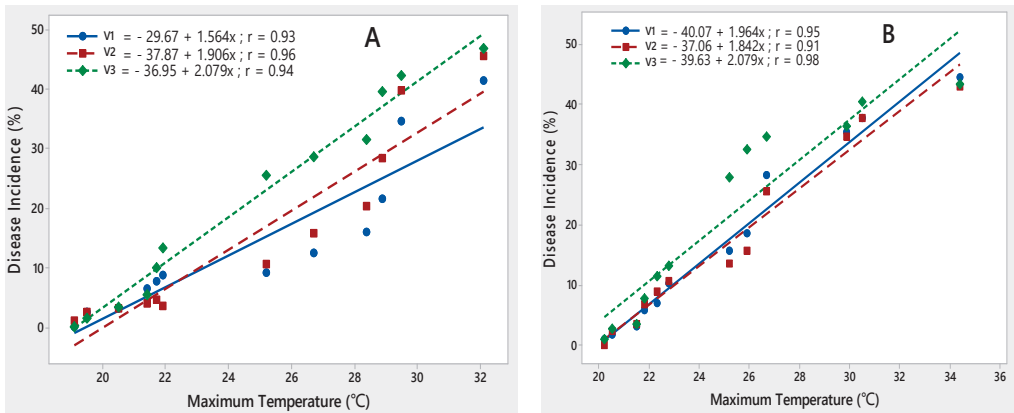 A
V1 = - 29.67 + 1.564x ; r = 0.93
V2 = - 37.87 + 1.906x ; r = 0.96
V3 = - 36.95 + 2.079x ; r = 0.94
Disease Incidence (%)
50
40
30
20
10
0
20 22 24 26 28 30 32
Maximum Temperature (°C)
B
V1 = - 40.07 + 1.964x ; r = 0.95
V2 = - 37.06 + 1.842x ; r = 0.91
V3 = - 39.63 + 2.079x ; r = 0.98
Disease Incidence (%)
50
40
30
20
10
0
20 22 24 26 28 30 32 34 36
Maximum Temperature (°C)